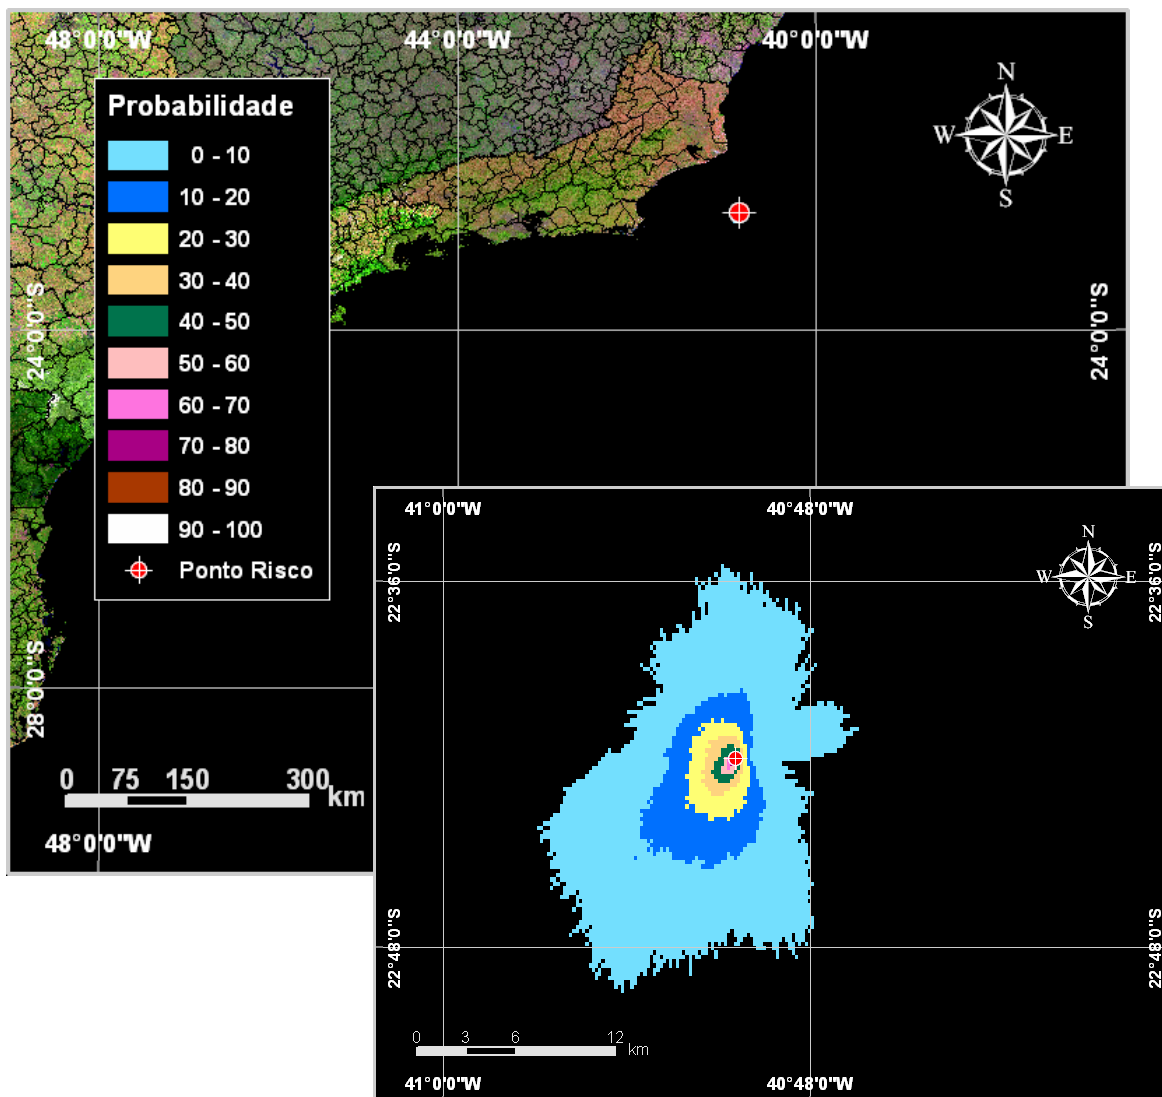 48°0'0"W 44°0'0"W 40°0'0"W
N
W E
S
Probabilidade
0 - 10
10 - 20
20 - 30
30 - 40
40 - 50
50 - 60
60 - 70
70 - 80
80 - 90
90 - 100
Ponto Risco
24°0'0"S 24°0'0"S
28°0'0"S
0 75 150 300 km
48°0'0"W
41°0'0"W 40°48'0"W
N
W E
S
22°36'0"S 22°36'0"S
22°48'0"S 22°48'0"S
0 3 6 12 km
41°0'0"W 40°48'0"W